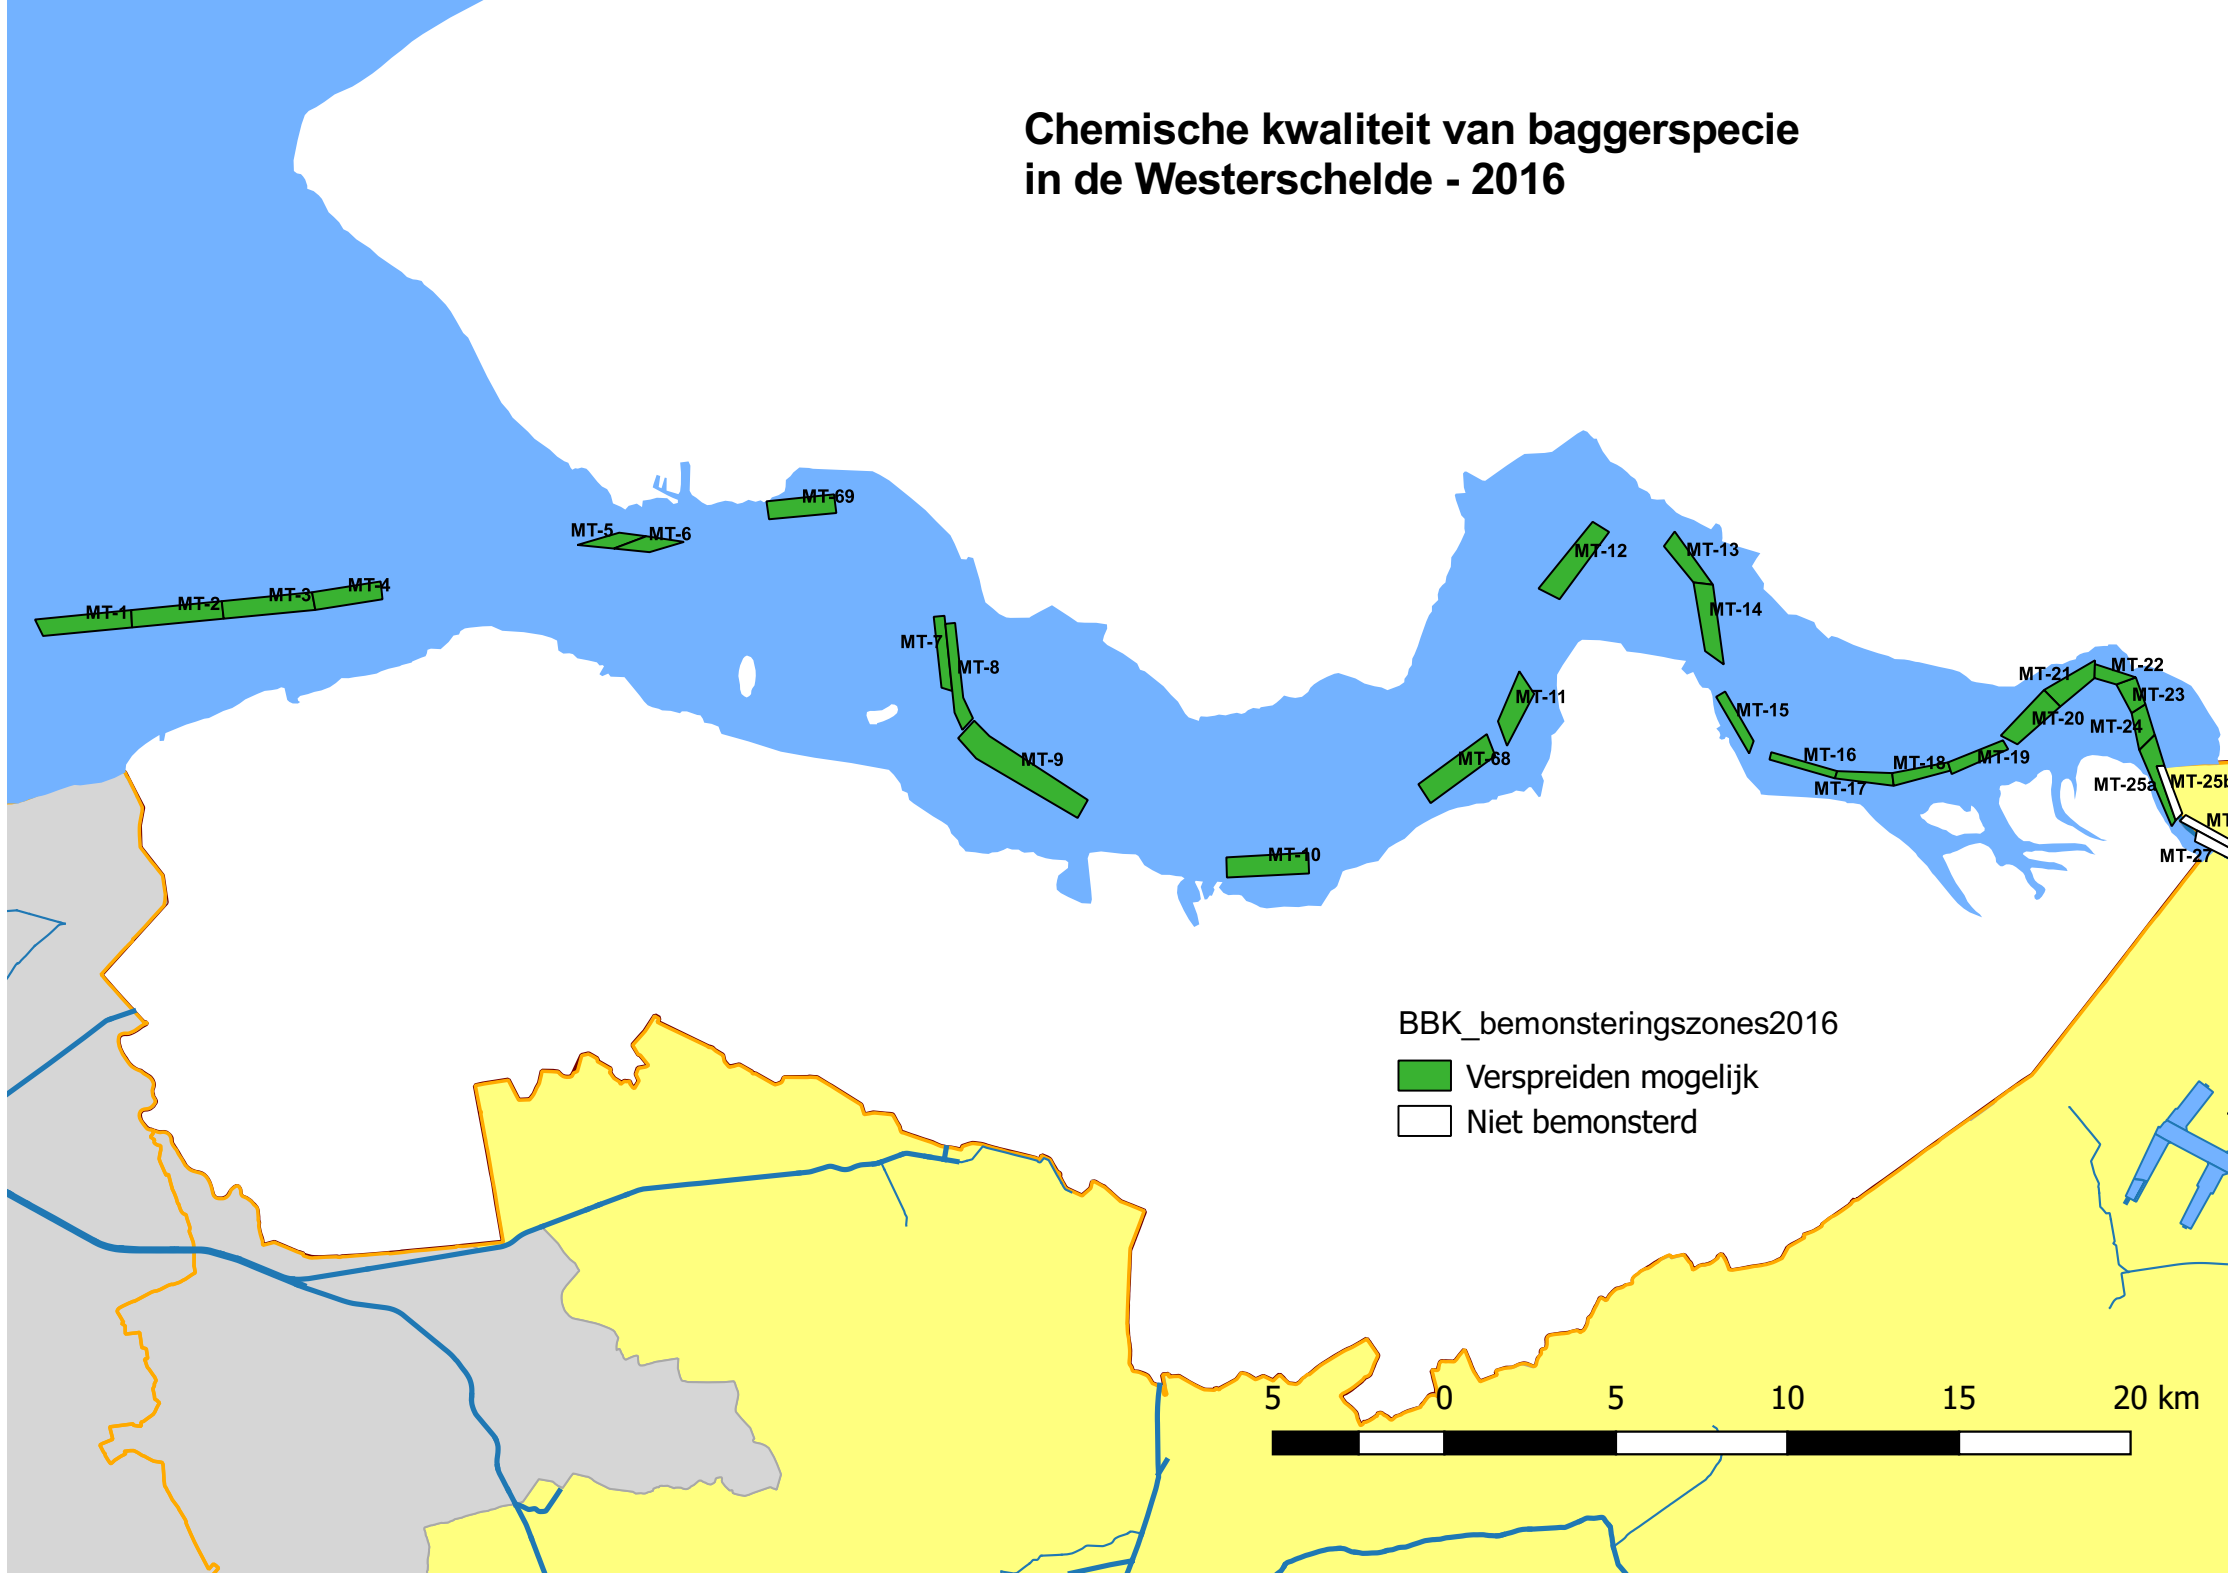 Chemische kwaliteit van baggerspecie
in de Westerschelde - 2016
MT-69
MT-5
MT-6
MT-12
MT-13
MT-4
MT-3
MT-2
MT-1
MT-14
MT-7
MT-8
MT-22
MT-21
MT-11
MT-23
MT-15
MT-20
MT-24
MT-9
MT-68
MT-16
MT-18
MT-19
MT-17
MT-25a
MT-25b
MT
MT-10
MT-27
BBK_bemonsteringszones2016
Verspreiden mogelijk
Niet bemonsterd
5 0 5 10 15 20 km